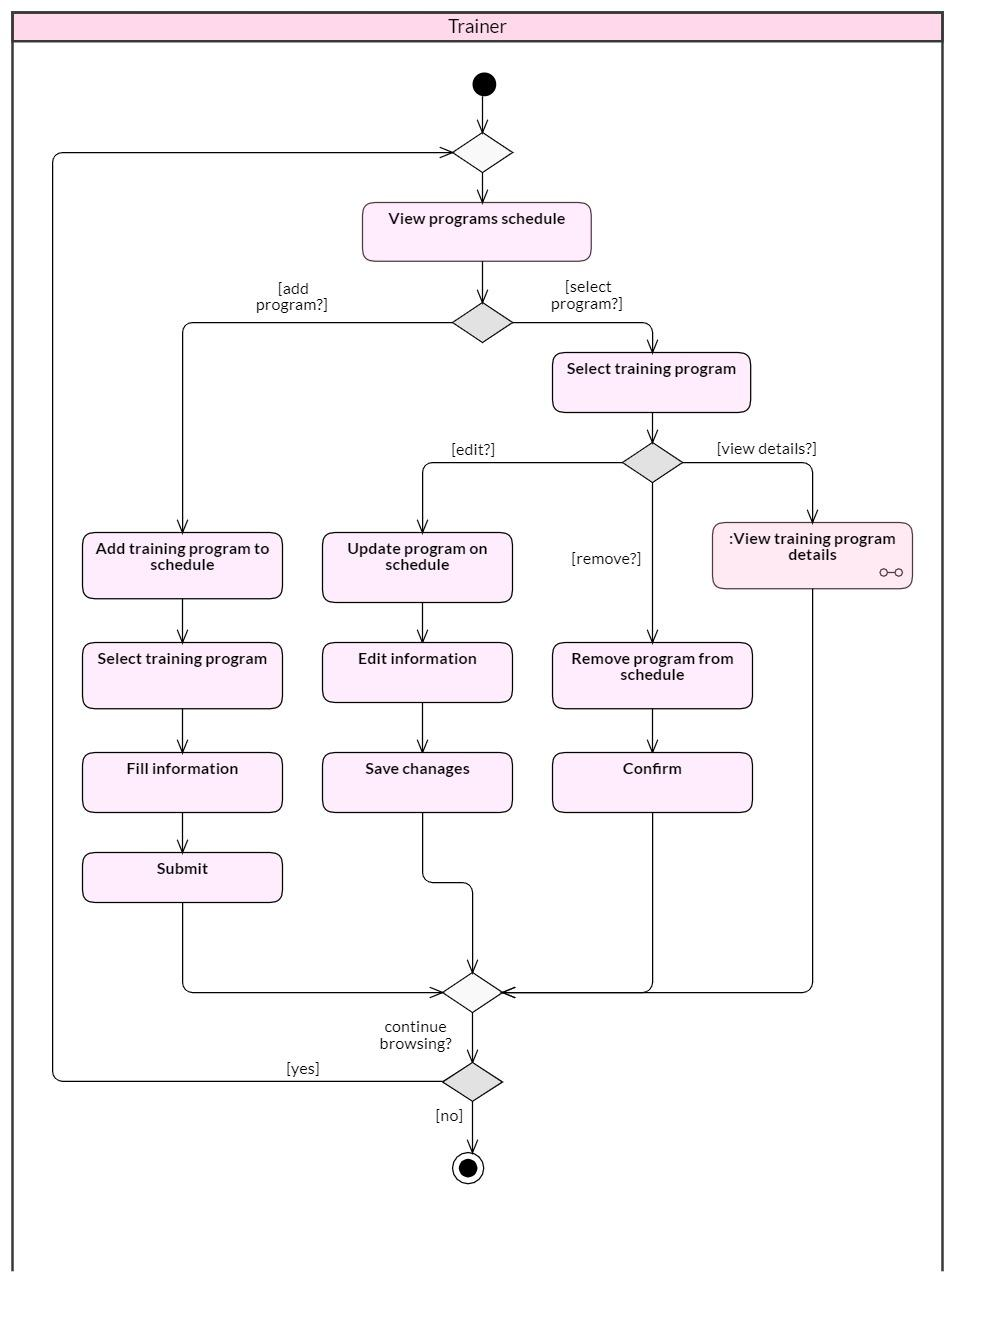 Trainer
View programs schedule
[add
program?]
[select
program?]
Select training program
[edit?]
[view details?]
Add training program to
schedule
Update program on
schedule
[remove?]
:View training program
details
Select training program
Edit information
Remove program from
schedule
Fill information
Save chanages
Confirm
Submit
continue
browsing?
[yes]
[no]